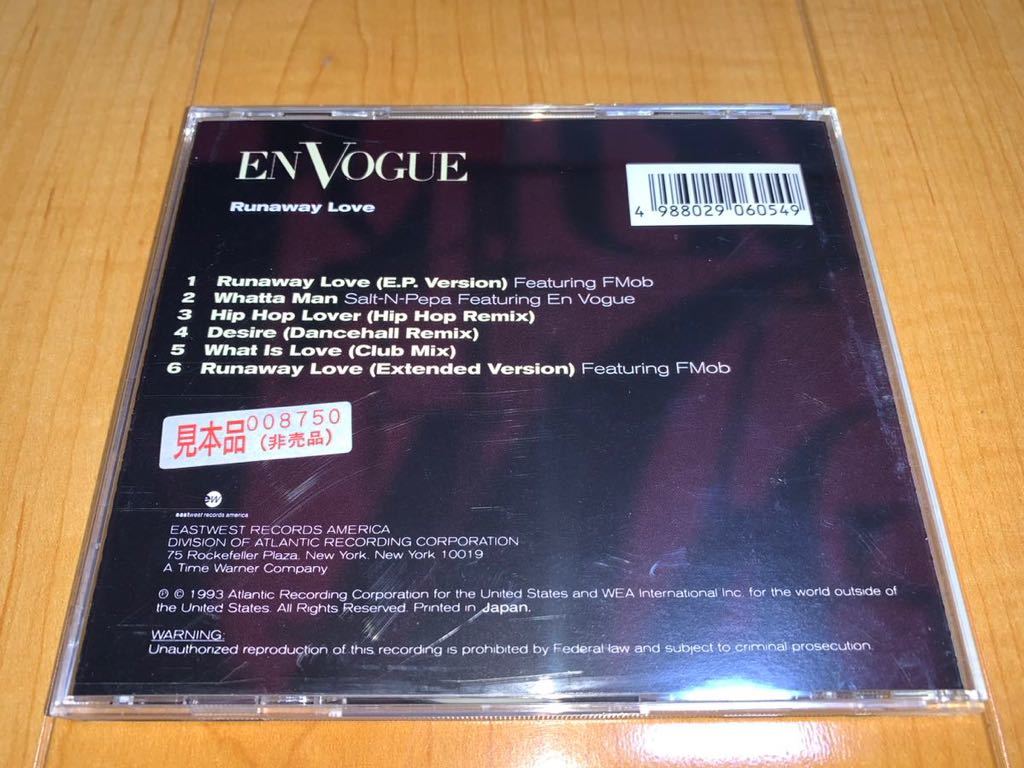 EN VOGUE
Runaway Love
4 988029 060549
1 Runaway Love (E.P. Version) Featuring FMob
2 Whatta Man Salt-N-Pepa Featuring En Vogue
3 Hip Hop Lover (Hip Hop Remix)
4 Desire (Dancehall Remix)
5 What Is Love (Club Mix)
6 Runaway Love (Extended Version) Featuring FMob
見本品 008750
(非売品)
ew
eastwest records america
EASTWEST RECORDS AMERICA
DIVISION OF ATLANTIC RECORDING CORPORATION
75 Rockefeller Plaza, New York, New York 10019
A Time Warner Company
℗ © 1993 Atlantic Recording Corporation for the United States and WEA International Inc. for the world outside of
the United States. All Rights Reserved. Printed in Japan.
WARNING:
Unauthorized reproduction of this recording is prohibited by Federal law and subject to criminal prosecution.